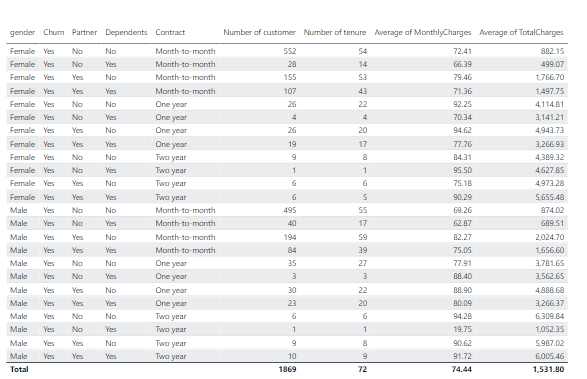 gender Churn Partner Dependents Contract Number of customer Number of tenure Average of MonthlyCharges Average of TotalCharges
Female Yes No No Month-to-month 552 54 72.41 882.15
Female Yes No Yes Month-to-month 28 14 66.39 499.07
Female Yes Yes No Month-to-month 155 53 79.46 1,766.70
Female Yes Yes Yes Month-to-month 107 43 71.36 1,497.75
Female Yes No No One year 26 22 92.25 4,114.81
Female Yes No Yes One year 4 4 70.34 3,141.21
Female Yes Yes No One year 26 20 94.62 4,943.73
Female Yes Yes Yes One year 19 17 77.76 3,266.93
Female Yes No No Two year 9 8 84.31 4,389.32
Female Yes No Yes Two year 1 1 95.50 4,627.85
Female Yes Yes No Two year 6 6 75.18 4,973.28
Female Yes Yes Yes Two year 6 5 90.29 5,655.48
Male Yes No No Month-to-month 495 55 69.26 874.02
Male Yes No Yes Month-to-month 40 17 62.87 689.51
Male Yes Yes No Month-to-month 194 59 82.27 2,024.70
Male Yes Yes Yes Month-to-month 84 39 75.05 1,656.60
Male Yes No No One year 35 27 77.91 3,781.58
Male Yes No Yes One year 3 3 88.40 3,562.65
Male Yes Yes No One year 30 22 88.90 4,888.68
Male Yes Yes Yes One year 23 20 80.09 3,266.37
Male Yes No No Two year 6 6 94.28 6,309.84
Male Yes No Yes Two year 1 1 19.75 1,052.35
Male Yes Yes No Two year 9 8 90.62 5,987.02
Male Yes Yes Yes Two year 10 9 91.72 6,005.46
Total 1869 72 74.44 1,531.80